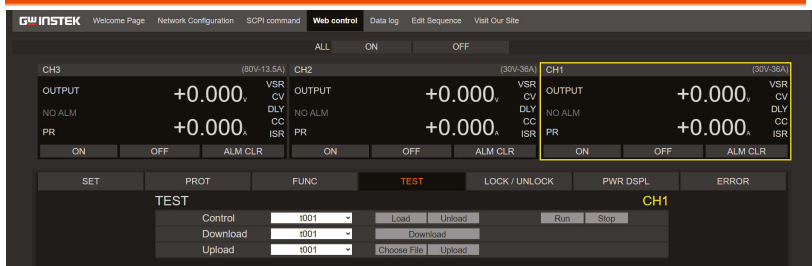 GWINSTEK Welcome Page Network Configuration SCPI command Web control Data log Edit Sequence Visit Our Site
ALL ON OFF
CH3 (80V-13.5A) CH2 (30V-36A) CH1 (30V-36A)
OUTPUT +0.000V VSR CV OUTPUT +0.000V VSR CV OUTPUT +0.000V VSR CV
NO ALM DLY NO ALM DLY NO ALM DLY
PR +0.000A CC ISR PR +0.000A CC ISR PR +0.000A CC ISR
ON OFF ALM CLR ON OFF ALM CLR ON OFF ALM CLR
SET PROT FUNC TEST LOCK / UNLOCK PWR DSPL ERROR
TEST CH1
Control t001 Load Unload Run Stop
Download t001 Download
Upload t001 Choose File Upload